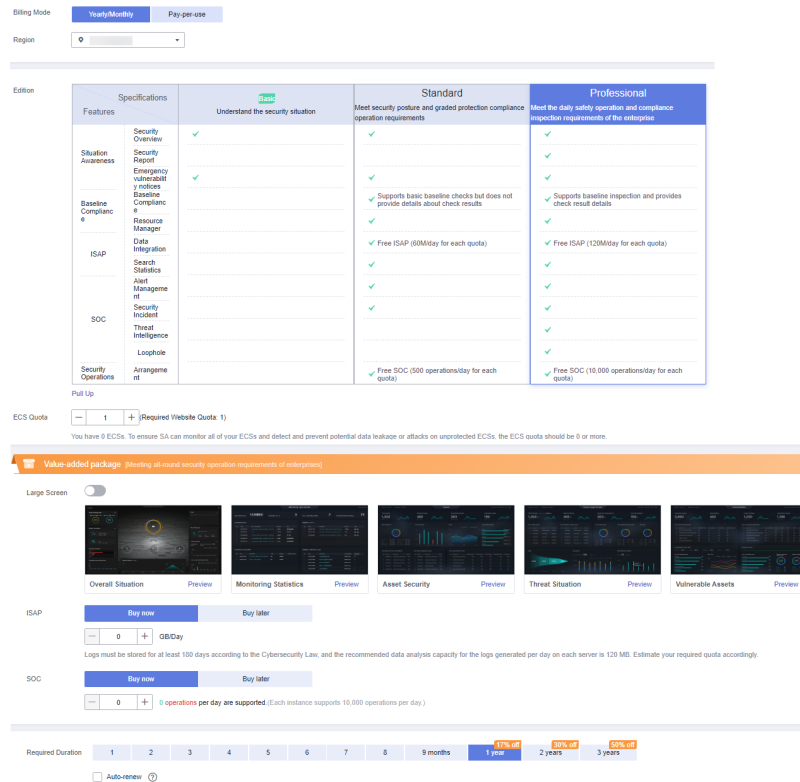 Billing Mode
Yearly/Monthly
Pay-per-use
Region
Edition
Specifications
Features
Basic
Understand the security situation
Standard
Meet security posture and graded protection compliance
operation requirements
Professional
Meet the daily safety operation and compliance
inspection requirements of the enterprise
Situation
Awareness
Security
Overview
Security
Report
Emergency
vulnerabilit
y notices
Baseline
Complianc
e
Baseline
Complianc
e
Supports basic baseline checks but does not
provide details about check results
Supports baseline inspection and provides
check result details
Resource
Manager
ISAP
Data
Integration
Free ISAP (60M/day for each quota)
Free ISAP (120M/day for each quota)
Search
Statistics
SOC
Alert
Manageme
nt
Security
Incident
Threat
Intelligence
Loophole
Security
Operations
Arrangeme
nt
Free SOC (500 operations/day for each
quota)
Free SOC (10,000 operations/day for each
quota)
Pull Up
ECS Quota
1
(Required Website Quota: 1)
You have 0 ECSs. To ensure SA can monitor all of your ECSs and detect and prevent potential data leakage or attacks on unprotected ECSs, the ECS quota should be 0 or more.
Value-added package (Meeting all-round security operation requirements of enterprises)
Large Screen
Overall Situation Preview
Monitoring Statistics Preview
Asset Security Preview
Threat Situation Preview
Vulnerable Assets Preview
ISAP
Buy now
Buy later
0
GB/Day
Logs must be stored for at least 180 days according to the Cybersecurity Law, and the recommended data analysis capacity for the logs generated per day on each server is 120 MB. Estimate your required quota accordingly.
SOC
Buy now
Buy later
0
0 operations per day are supported.(Each instance supports 10,000 operations per day.)
Required Duration
1
2
3
4
5
6
7
8
9 months
1 year
17% off
2 years
30% off
3 years
50% off
Auto-renew
?